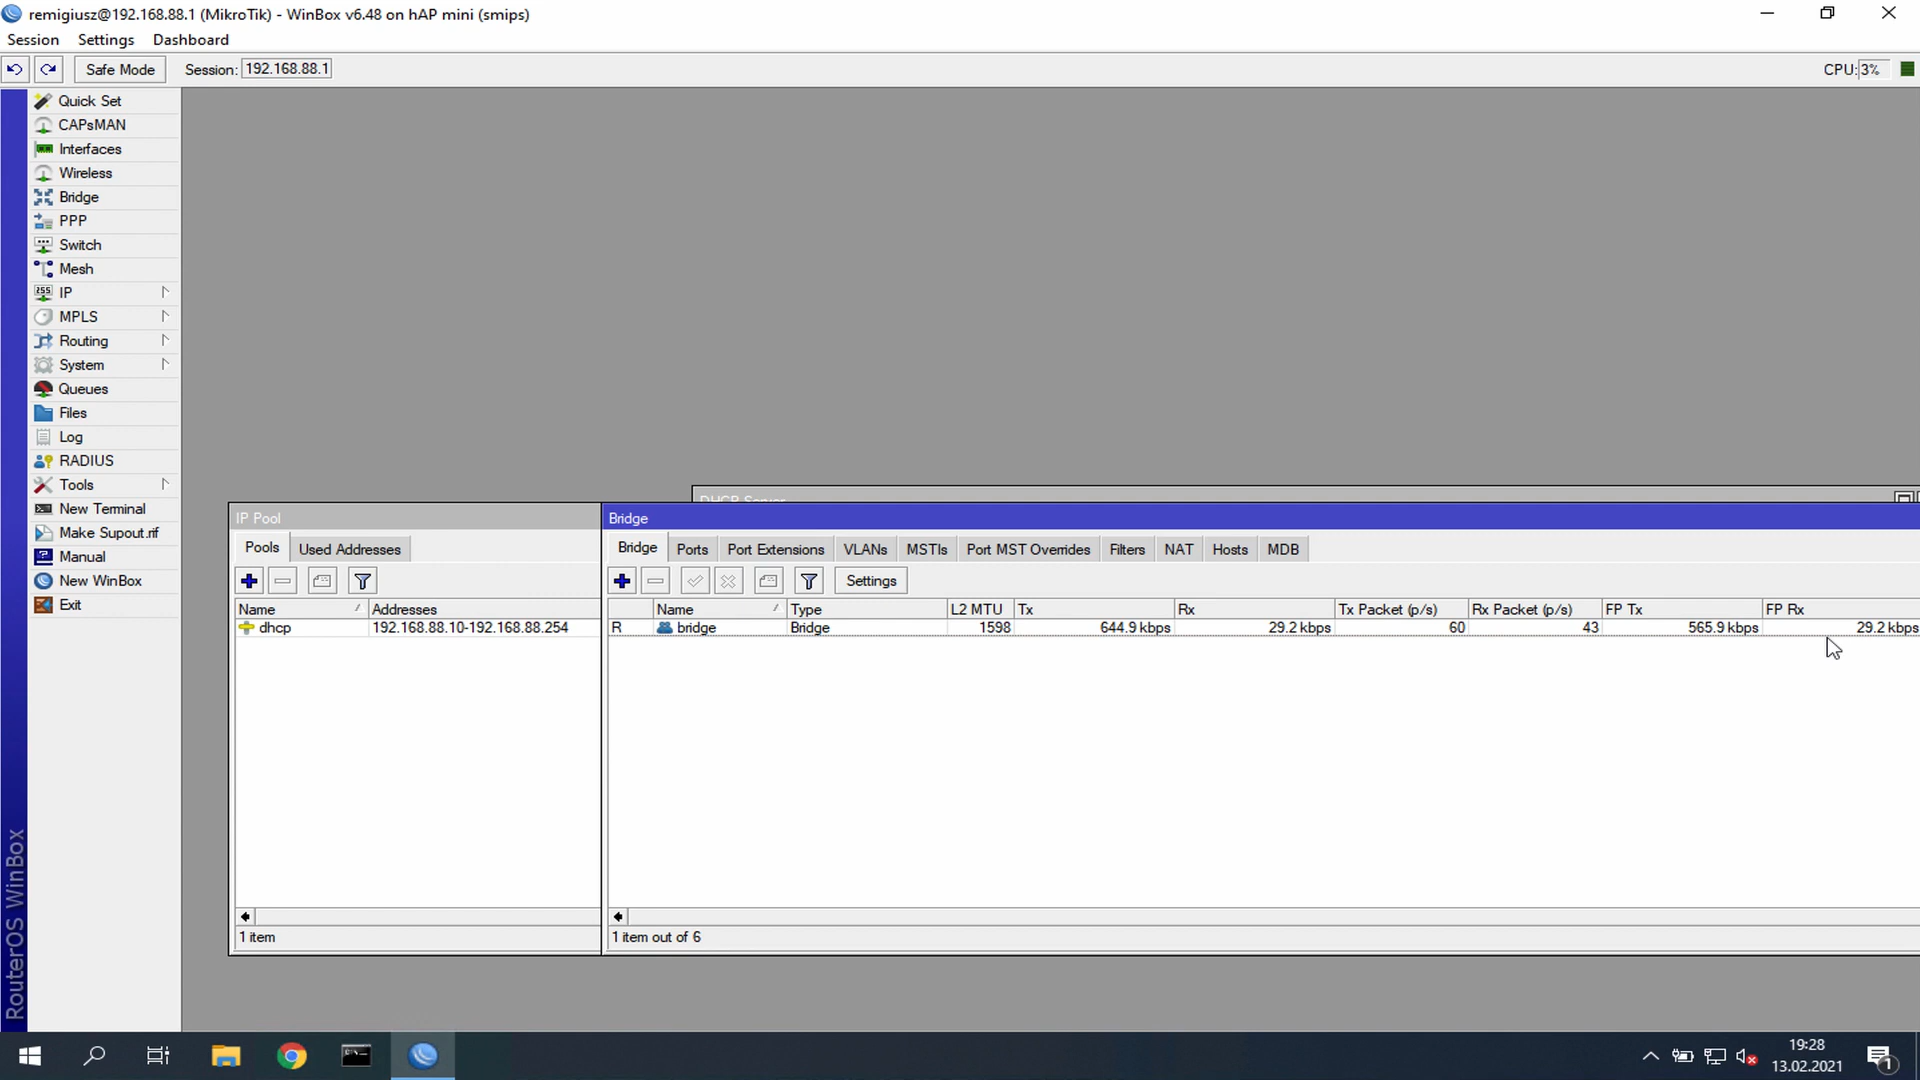 remigiusz@192.168.88.1 (MikroTik) - WinBox v6.48 on hAP mini (smips)
Session Settings Dashboard
Safe Mode Session: 192.168.88.1 CPU: 3%
Quick Set
CAPsMAN
Interfaces
Wireless
Bridge
PPP
Switch
Mesh
IP
MPLS
Routing
System
Queues
Files
Log
RADIUS
Tools
New Terminal
Make Supout.rif
Manual
New WinBox
Exit
RouterOS WinBox
DHCP Server
IP Pool
Pools Used Addresses
Name Addresses
dhcp 192.168.88.10-192.168.88.254
1 item
Bridge
Bridge Ports Port Extensions VLANs MSTIs Port MST Overrides Filters NAT Hosts MDB
Settings
Name Type L2 MTU Tx Rx Tx Packet (p/s) Rx Packet (p/s) FP Tx FP Rx
R bridge Bridge 1598 644.9 kbps 29.2 kbps 60 43 565.9 kbps 29.2 kbps
1 item out of 6
19:28
13.02.2021
1